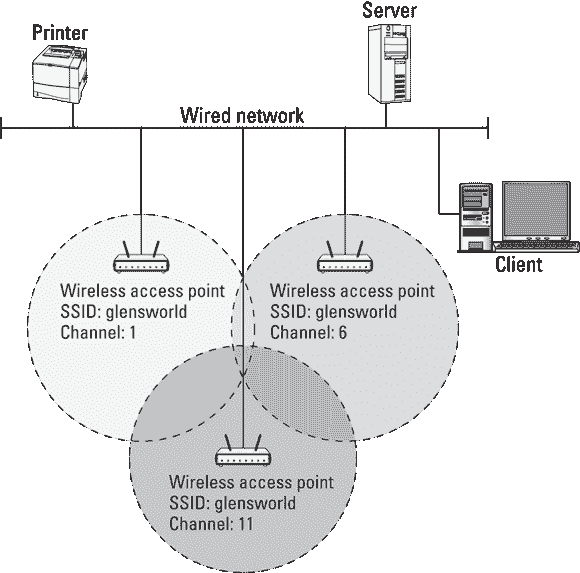 Server
Printer
Wired network
Client
Wireless access point
SSID: glensworld
Channel: 1
Wireless access point
SSID: glensworld
Channel: 6
Wireless access point
SSID: glensworld
Channel: 11